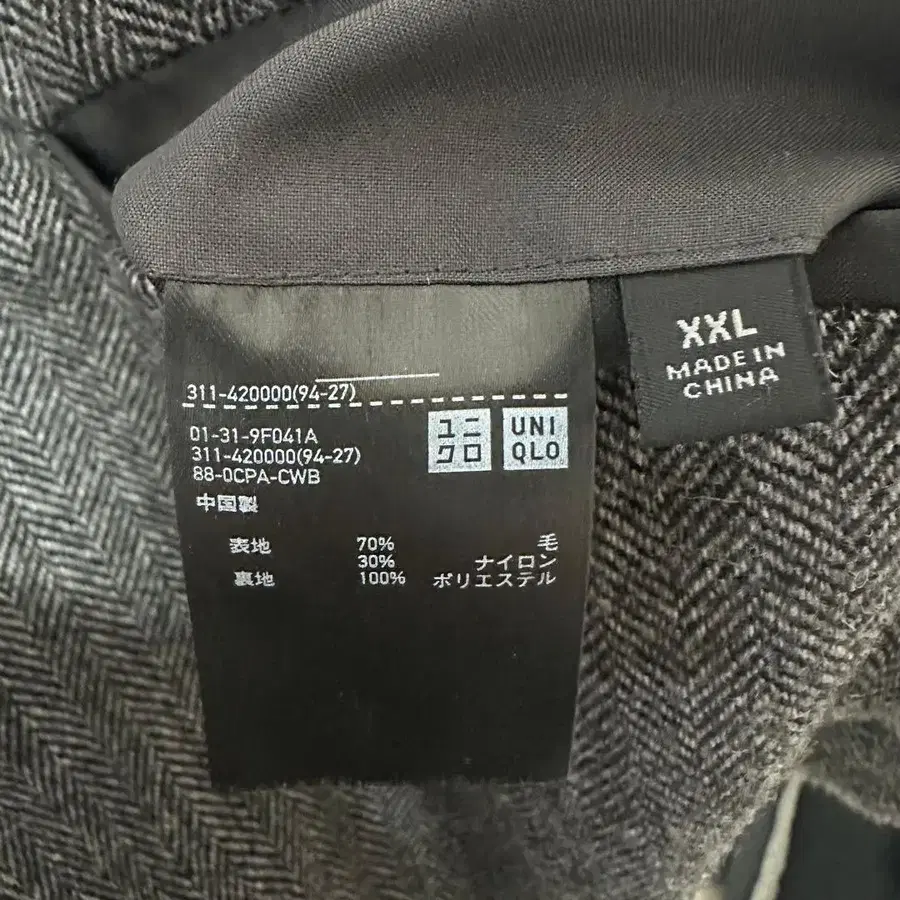 311-420000(94-27)
01-31-9F041A
311-420000(94-27)
88-0CPA-CWB
中国製
ユニ
クロ
UNI
QLO
表地 70% 毛
30% ナイロン
裏地 100% ポリエステル
XXL
MADE IN
CHINA